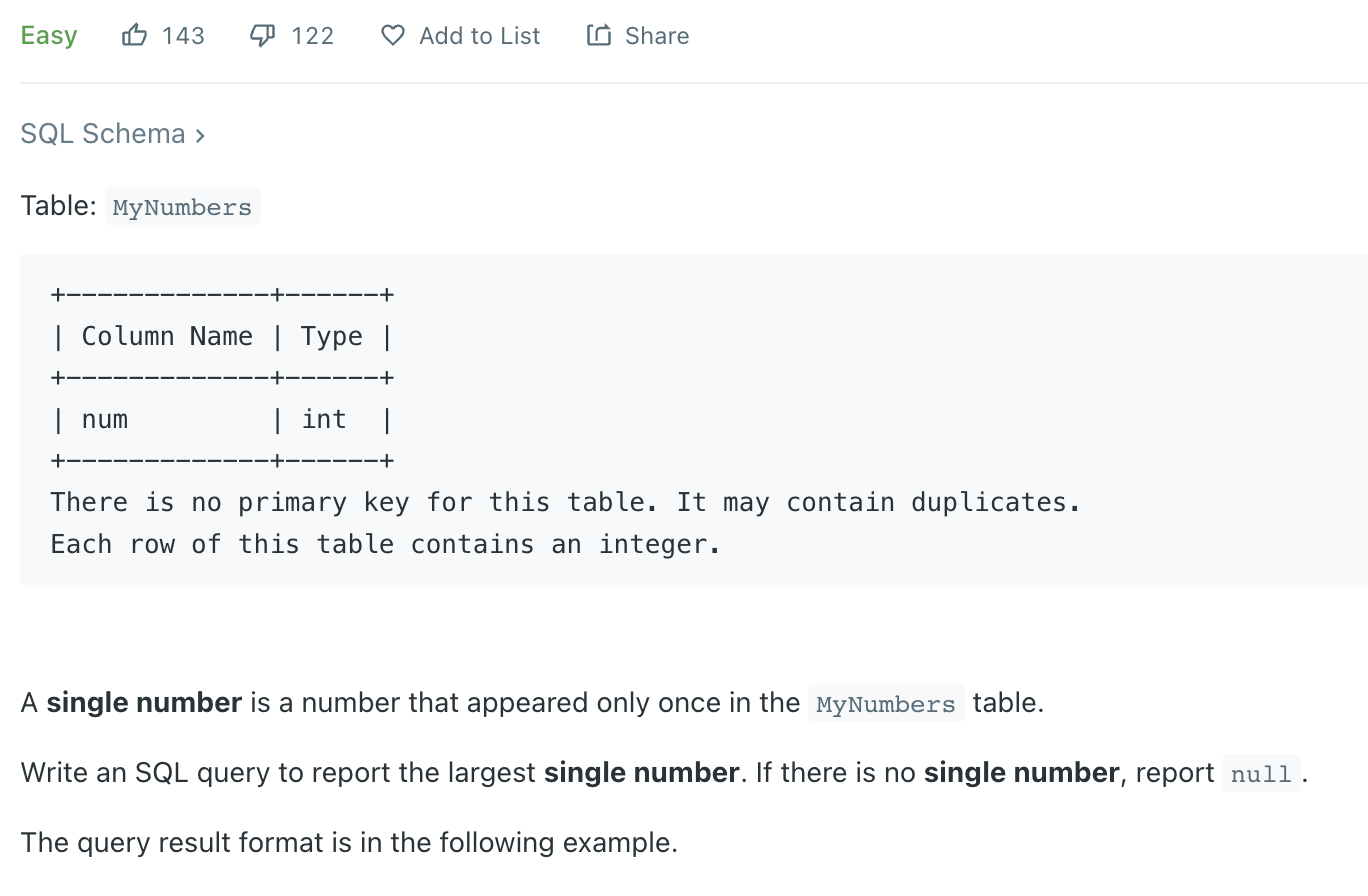 Easy 143 122 Add to List Share
SQL Schema ›
Table: MyNumbers
+-------------+------+
| Column Name | Type |
+-------------+------+
| num         | int  |
+-------------+------+
There is no primary key for this table. It may contain duplicates.
Each row of this table contains an integer.
A single number is a number that appeared only once in the MyNumbers table.
Write an SQL query to report the largest single number. If there is no single number, report null.
The query result format is in the following example.